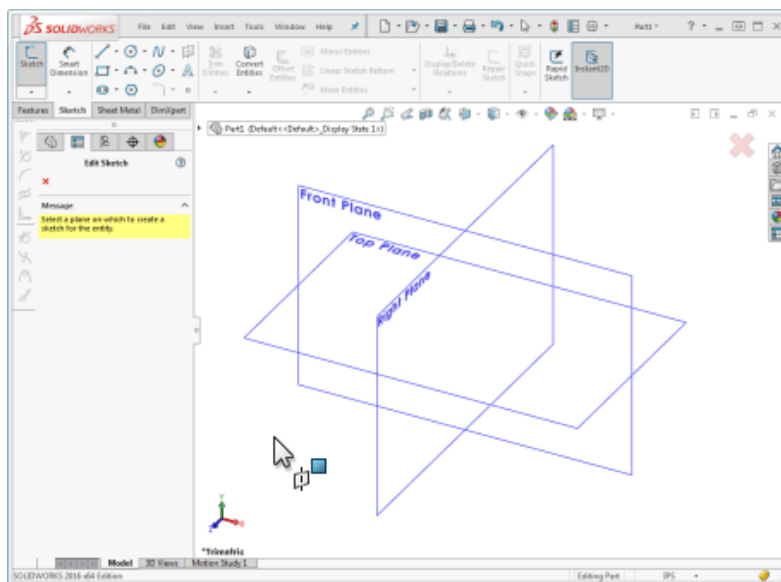 SOLIDWORKS File Edit View Insert Tools Window Help Part1 ?
Sketch Smart Dimension Trim Entities Convert Entities Offset Entities Mirror Entities Linear Sketch Pattern Move Entities Display/Delete Relations Repair Sketch Quick Snaps Rapid Sketch Instant2D
Features Sketch Sheet Metal DimXpert
Part1 (Default<<Default>_Display State 1>)
Edit Sketch
Message
Select a plane on which to create a
sketch for the entity.
Front Plane
Top Plane
Right Plane
Y
X
Z
*Trimetric
Model 3D Views Motion Study 1
SOLIDWORKS 2016 x64 Edition Editing Part IPS